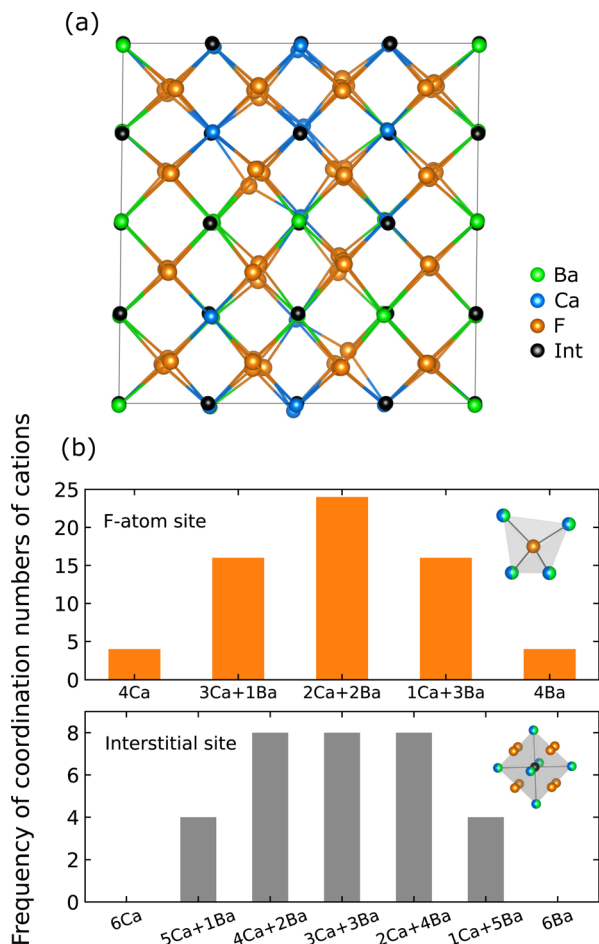 (a)
Ba
Ca
F
Int
(b)
Frequency of coordination numbers of cations
25
20
15
10
5
0
F-atom site
4Ca 3Ca+1Ba 2Ca+2Ba 1Ca+3Ba 4Ba
8
6
4
2
0
Interstitial site
6Ca 5Ca+1Ba 4Ca+2Ba 3Ca+3Ba 2Ca+4Ba 1Ca+5Ba 6Ba